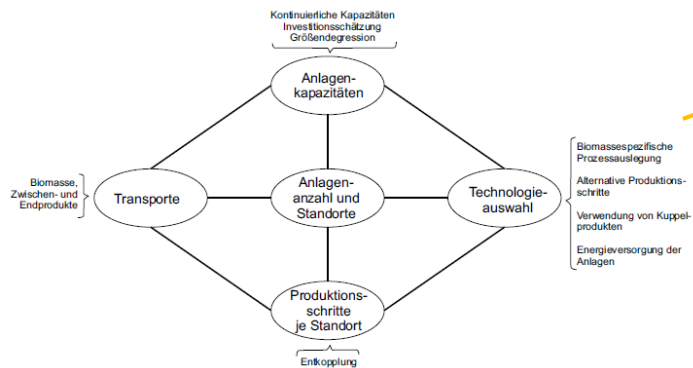 Kontinuierliche Kapazitäten
Investitionsschätzung
Größendegression
Anlagen-
kapazitäten
Biomasse,
Zwischen- und
Endprodukte
Transporte
Anlagen-
anzahl und
Standorte
Technologie-
auswahl
Biomassespezifische
Prozessauslegung
Alternative Produktions-
schritte
Verwendung von Kuppel-
produkten
Energieversorgung der
Anlagen
Produktions-
schritte
je Standort
Entkopplung